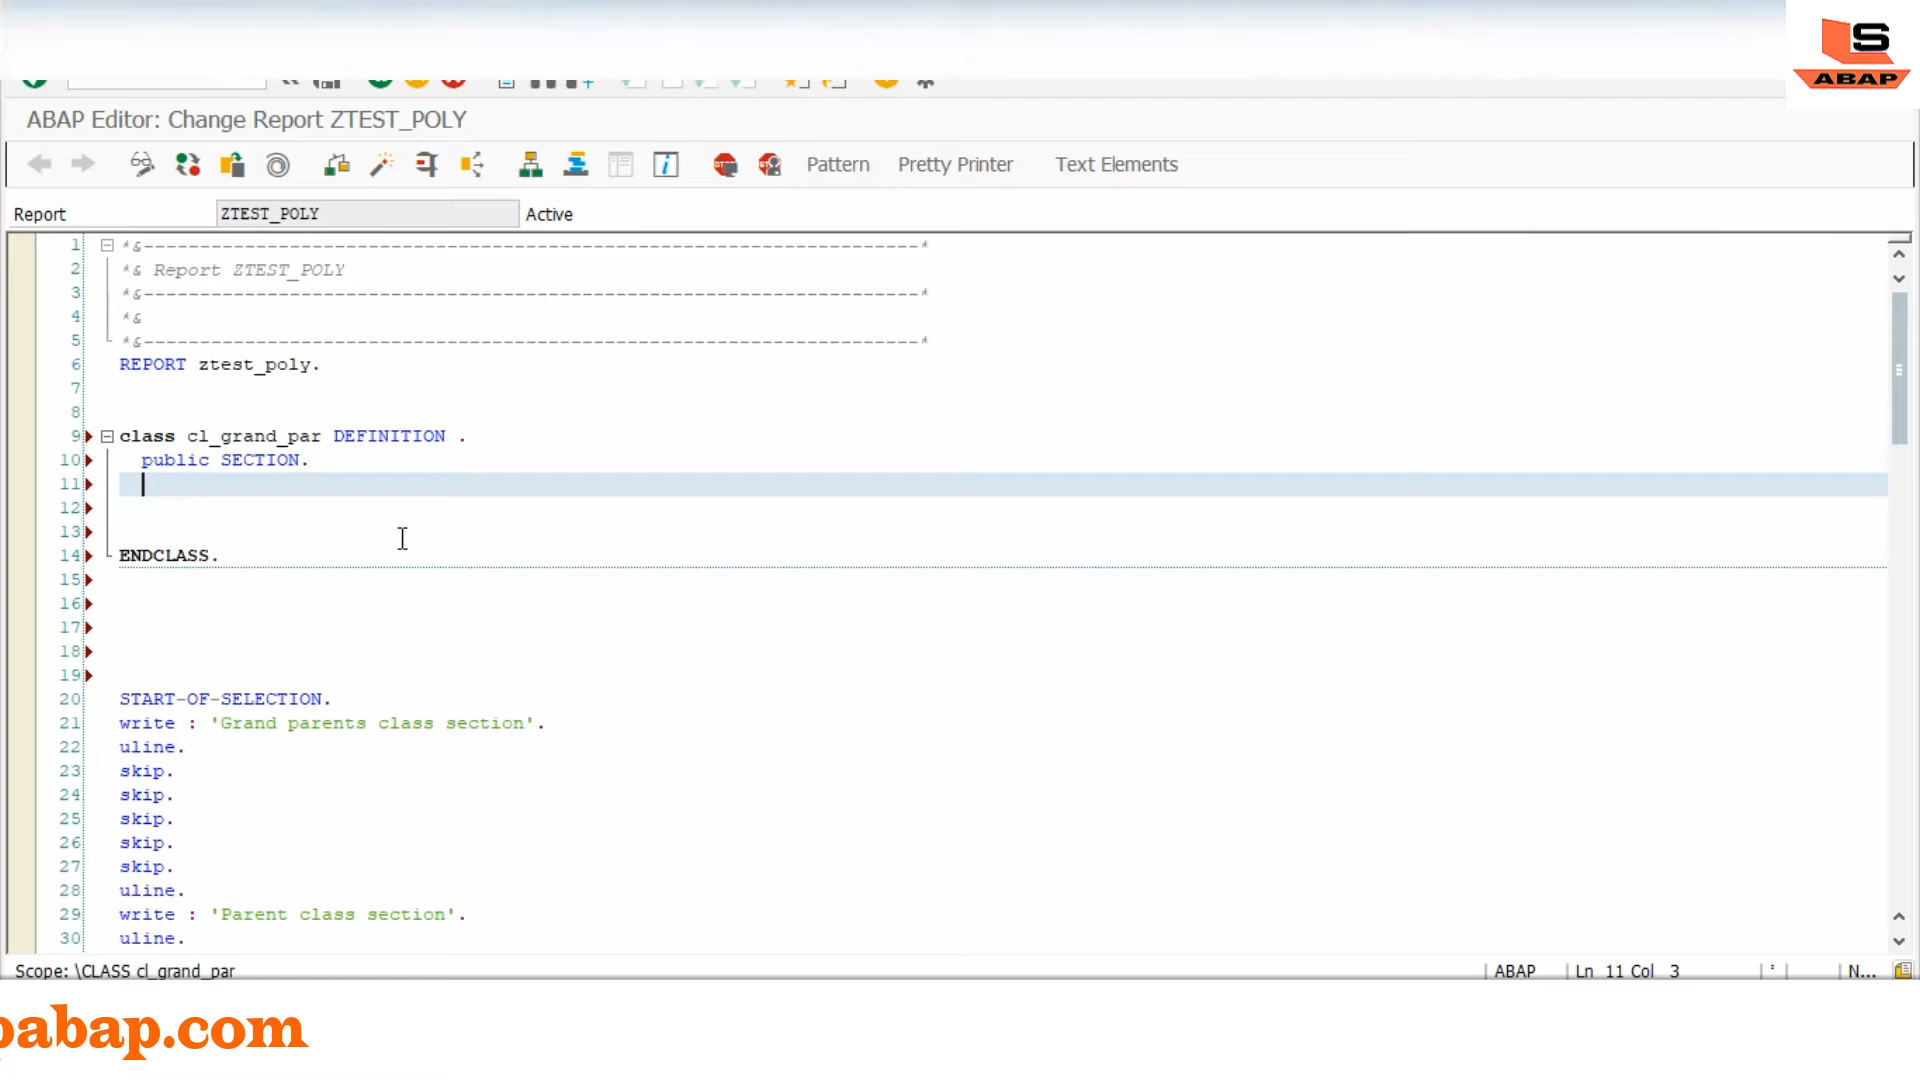 S
ABAP
ABAP Editor: Change Report ZTEST_POLY
Pattern Pretty Printer Text Elements
Report ZTEST_POLY Active
1 *&---------------------------------------------------------------------*
2 *& Report ZTEST_POLY
3 *&---------------------------------------------------------------------*
4 *&
5 *&---------------------------------------------------------------------*
6 REPORT ztest_poly.
7
8
9 class cl_grand_par DEFINITION .
10 public SECTION.
11
12
13
14 ENDCLASS.
15
16
17
18
19
20 START-OF-SELECTION.
21 write : 'Grand parents class section'.
22 uline.
23 skip.
24 skip.
25 skip.
26 skip.
27 skip.
28 uline.
29 write : 'Parent class section'.
30 uline.
Scope: \CLASS cl_grand_par ABAP Ln 11 Col 3 N...
pabap.com